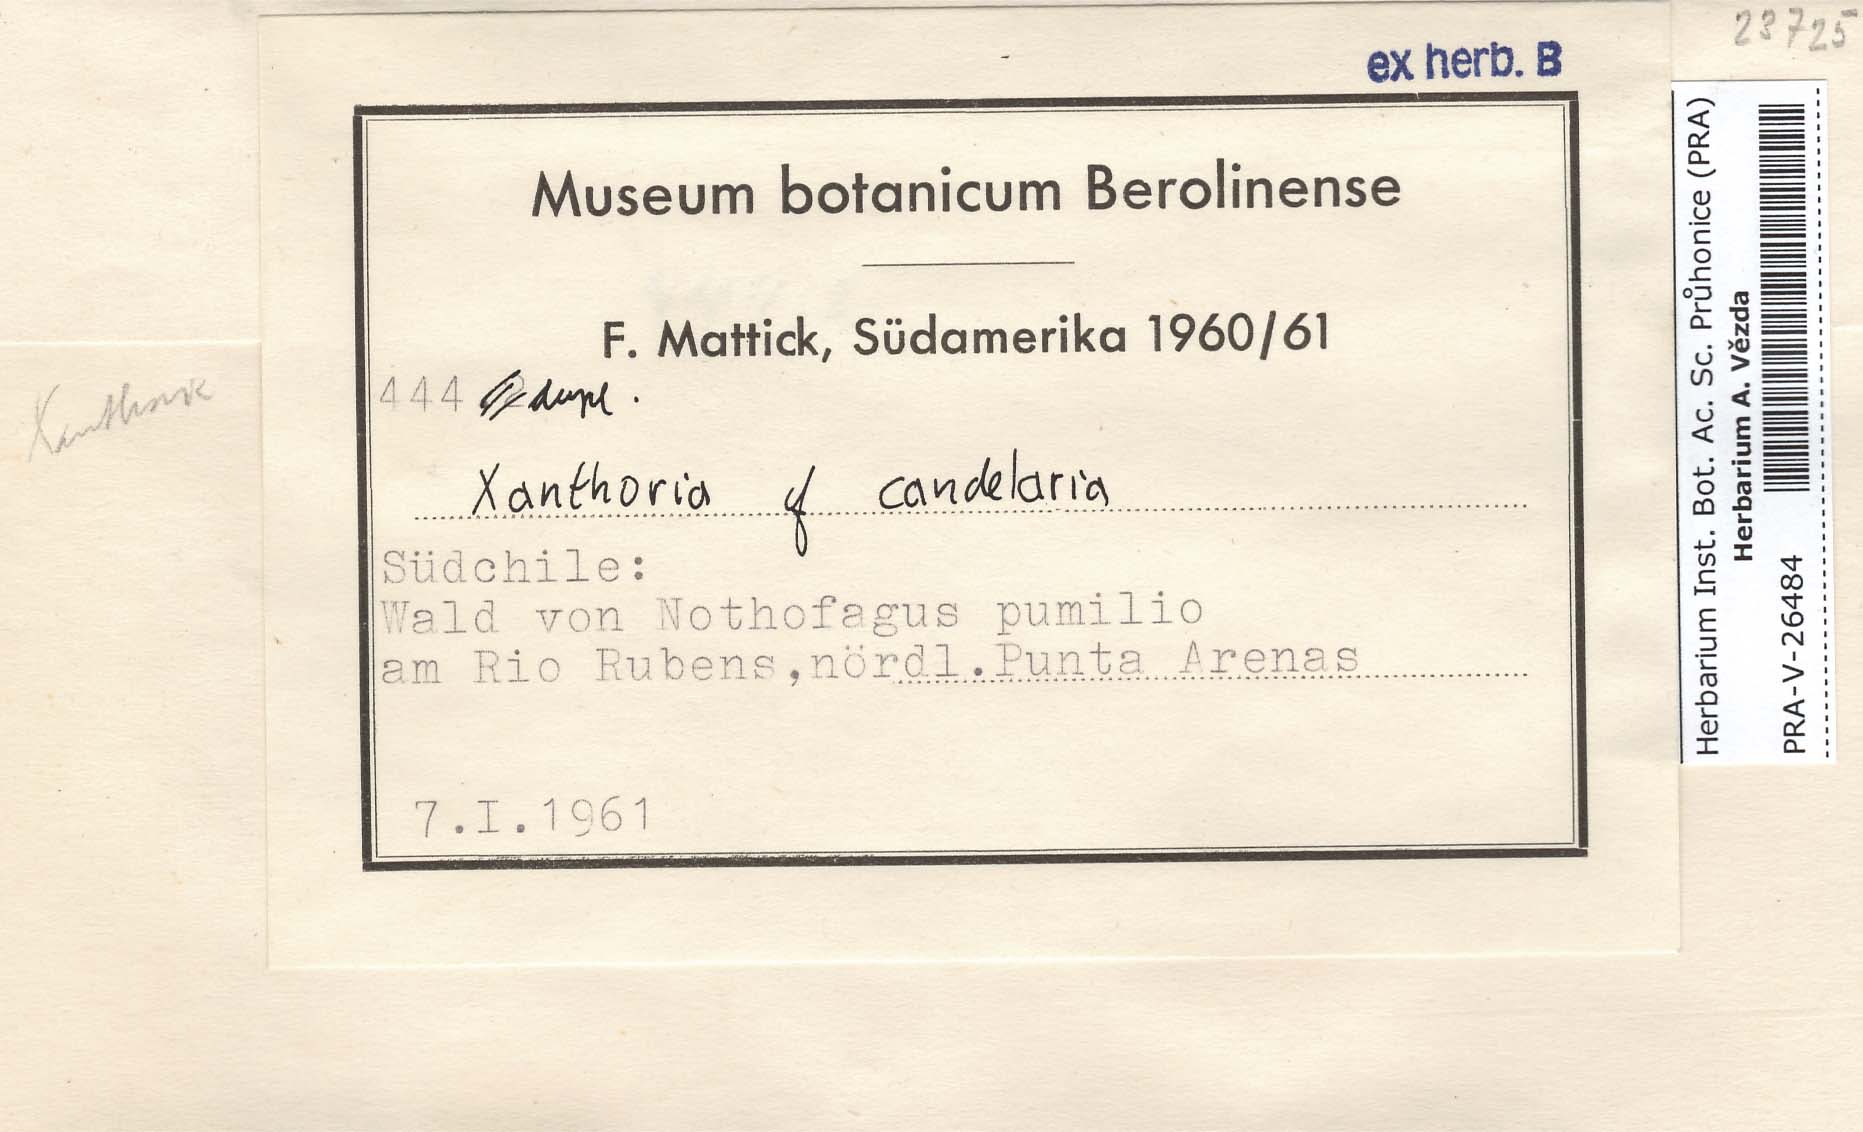 23725
ex herb. B
Museum botanicum Berolinense
F. Mattick, Südamerika 1960/61
444 dupl.
Xanthoria cf candelaria
Südchile:
Wald von Nothofagus pumilio
am Rio Rubens,nördl.Punta Arenas
7.I.1961
Xanthoria
Herbarium Inst. Bot. Ac. Sc. Průhonice (PRA)
Herbarium A. Vězda
PRA-V-26484